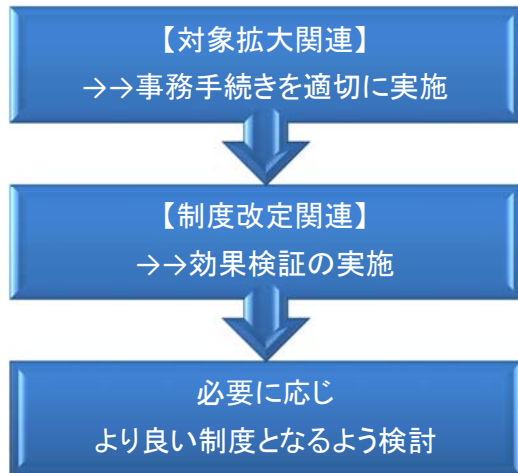 【対象拡大関連】
→→事務手続きを適切に実施
【制度改定関連】
→→効果検証の実施
必要に応じ
より良い制度となるよう検討